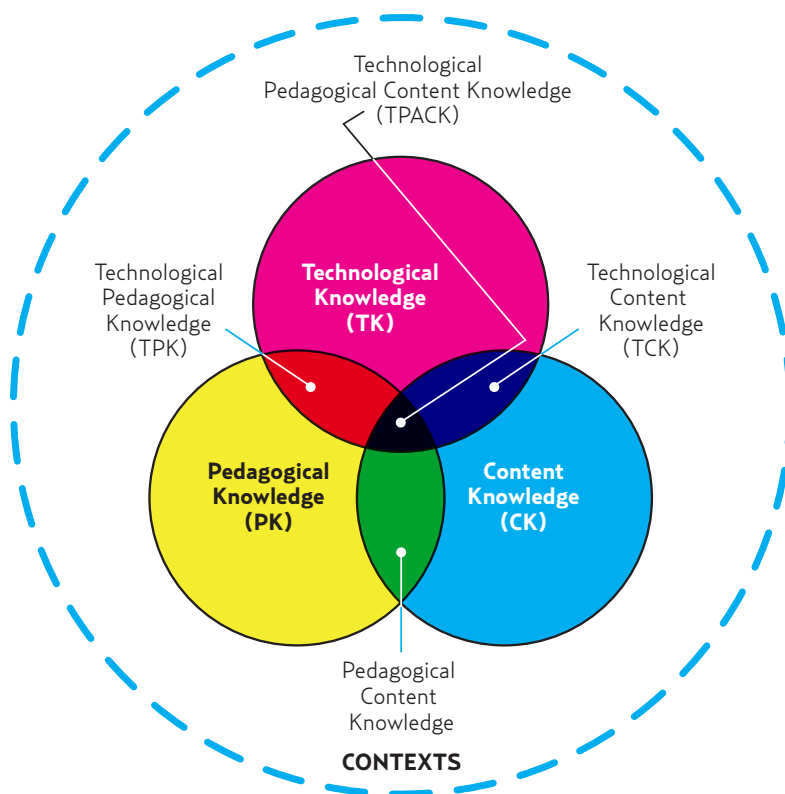 Technological
Pedagogical Content Knowledge
(TPACK)
Technological
Knowledge
(TK)
Technological
Pedagogical
Knowledge
(TPK)
Technological
Content
Knowledge
(TCK)
Pedagogical
Knowledge
(PK)
Content
Knowledge
(CK)
Pedagogical
Content
Knowledge
CONTEXTS